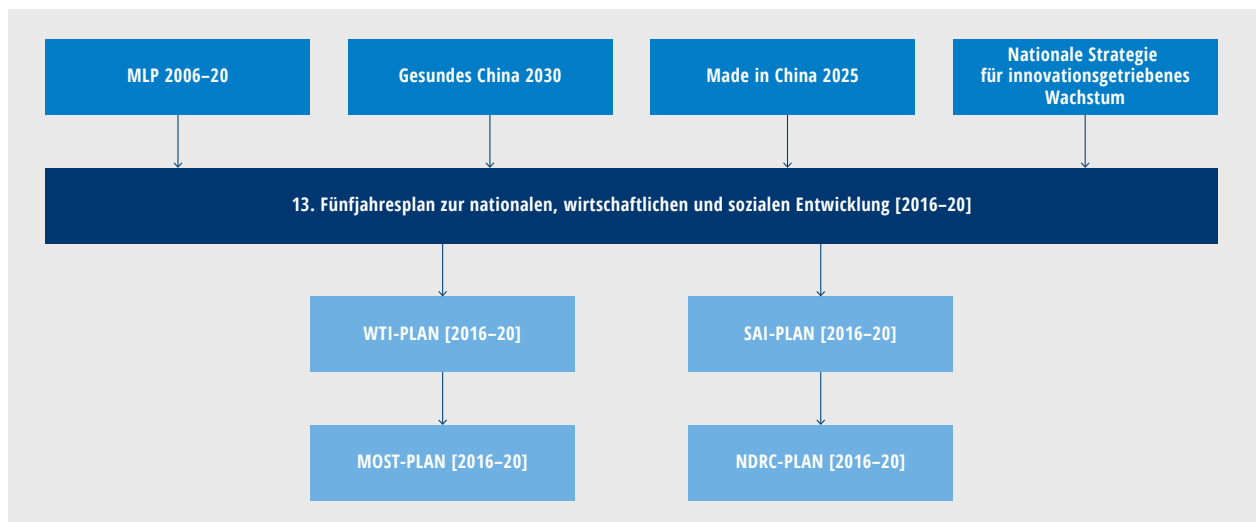 MLP 2006–20
Gesundes China 2030
Made in China 2025
Nationale Strategie
für innovationsgetriebenes
Wachstum
13. Fünfjahresplan zur nationalen, wirtschaftlichen und sozialen Entwicklung [2016–20]
WTI-PLAN [2016–20]
SAI-PLAN [2016–20]
MOST-PLAN [2016–20]
NDRC-PLAN [2016–20]